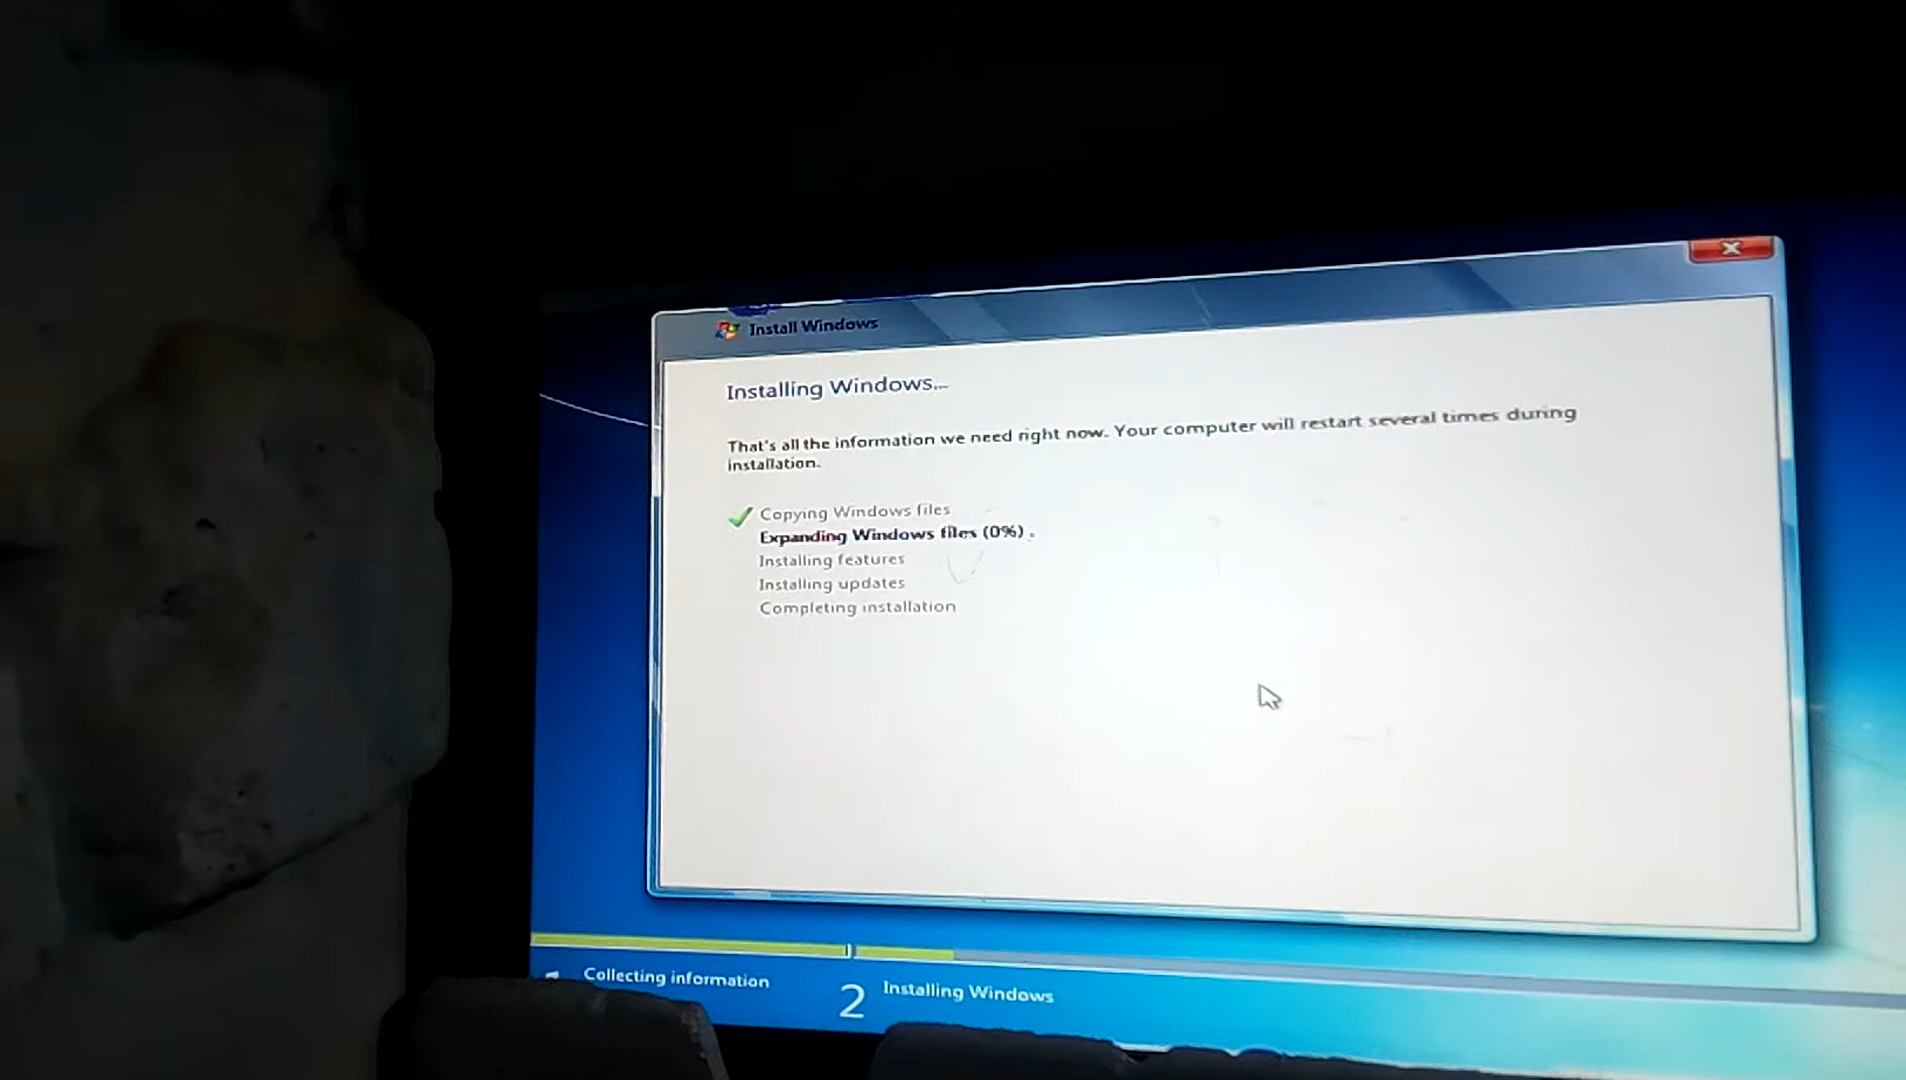 Install Windows
Installing Windows...
That's all the information we need right now. Your computer will restart several times during
installation.
Copying Windows files
Expanding Windows files (0%) .
Installing features
Installing updates
Completing installation
Collecting information
2 Installing Windows